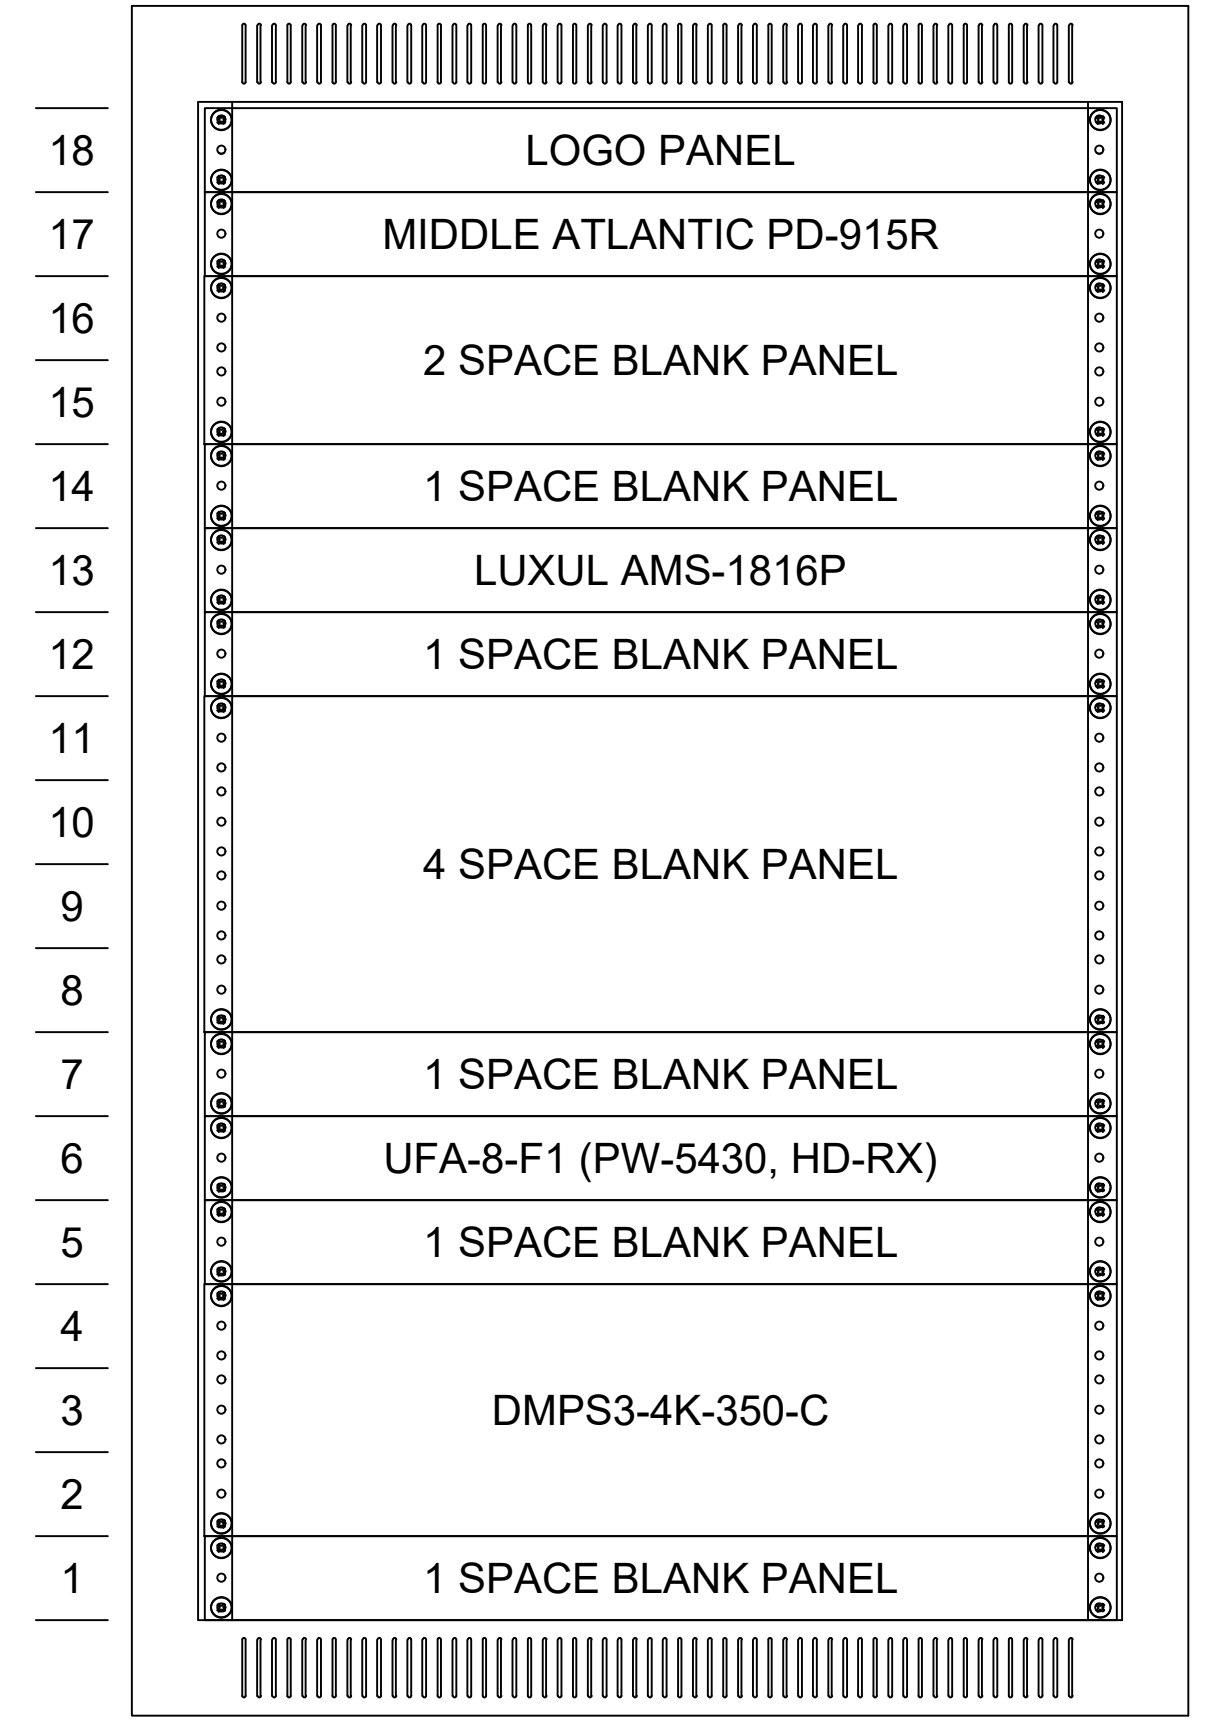 18
LOGO PANEL
17
MIDDLE ATLANTIC PD-915R
16
2 SPACE BLANK PANEL
15
14
1 SPACE BLANK PANEL
13
LUXUL AMS-1816P
12
1 SPACE BLANK PANEL
11
10
4 SPACE BLANK PANEL
9
8
7
1 SPACE BLANK PANEL
6
UFA-8-F1 (PW-5430, HD-RX)
5
1 SPACE BLANK PANEL
4
3
DMPS3-4K-350-C
2
1
1 SPACE BLANK PANEL